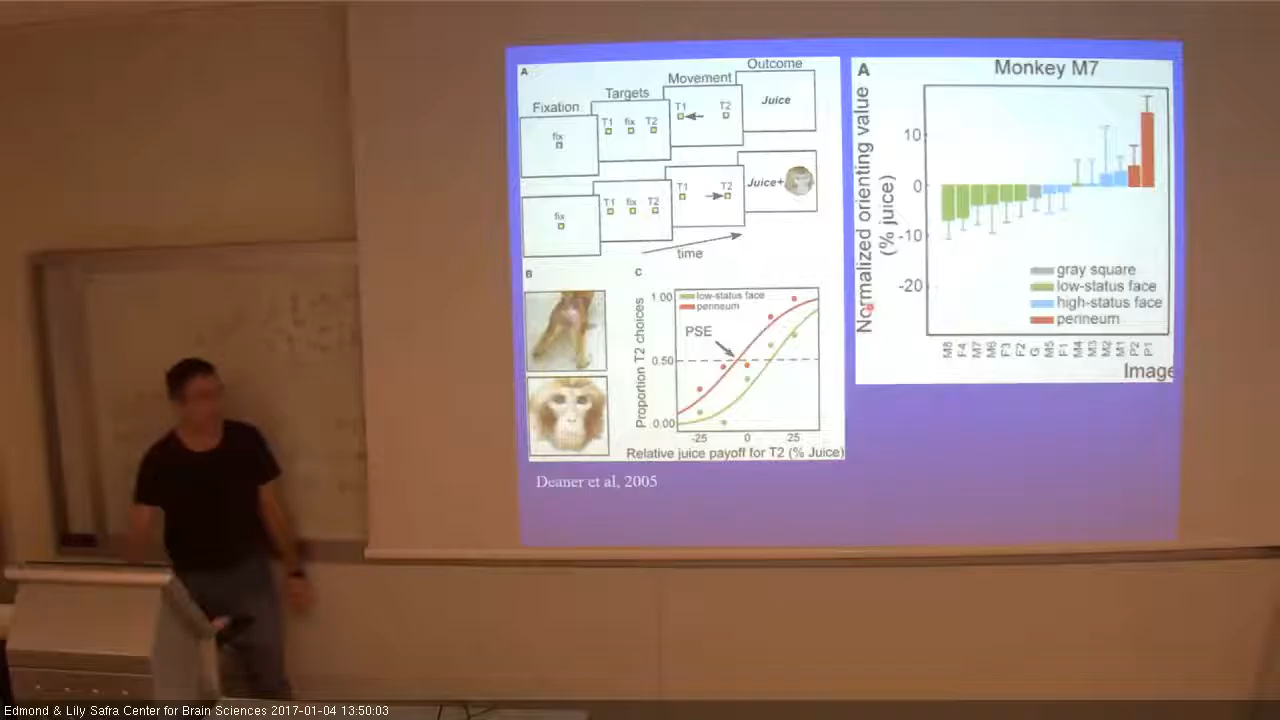 A
Fixation
Targets
Movement
Outcome
fix
T1 fix T2
T1 T2
Juice
fix
T1 fix T2
T1 T2
Juice+
time
B
C
Proportion T2 choices
1.00
0.50
0.00
low-status face
perineum
PSE
-25 0 25
Relative juice payoff for T2 (% Juice)
Deaner et al, 2005
A
Monkey M7
Normalized orienting value
(% juice)
10
0
-10
-20
gray square
low-status face
high-status face
perineum
M8 F4 M7 M6 F3 F2 G M5 F1 M4 M3 M2 M1 P2 P1
Image
Edmond & Lily Safra Center for Brain Sciences 2017-01-04 13:50:03